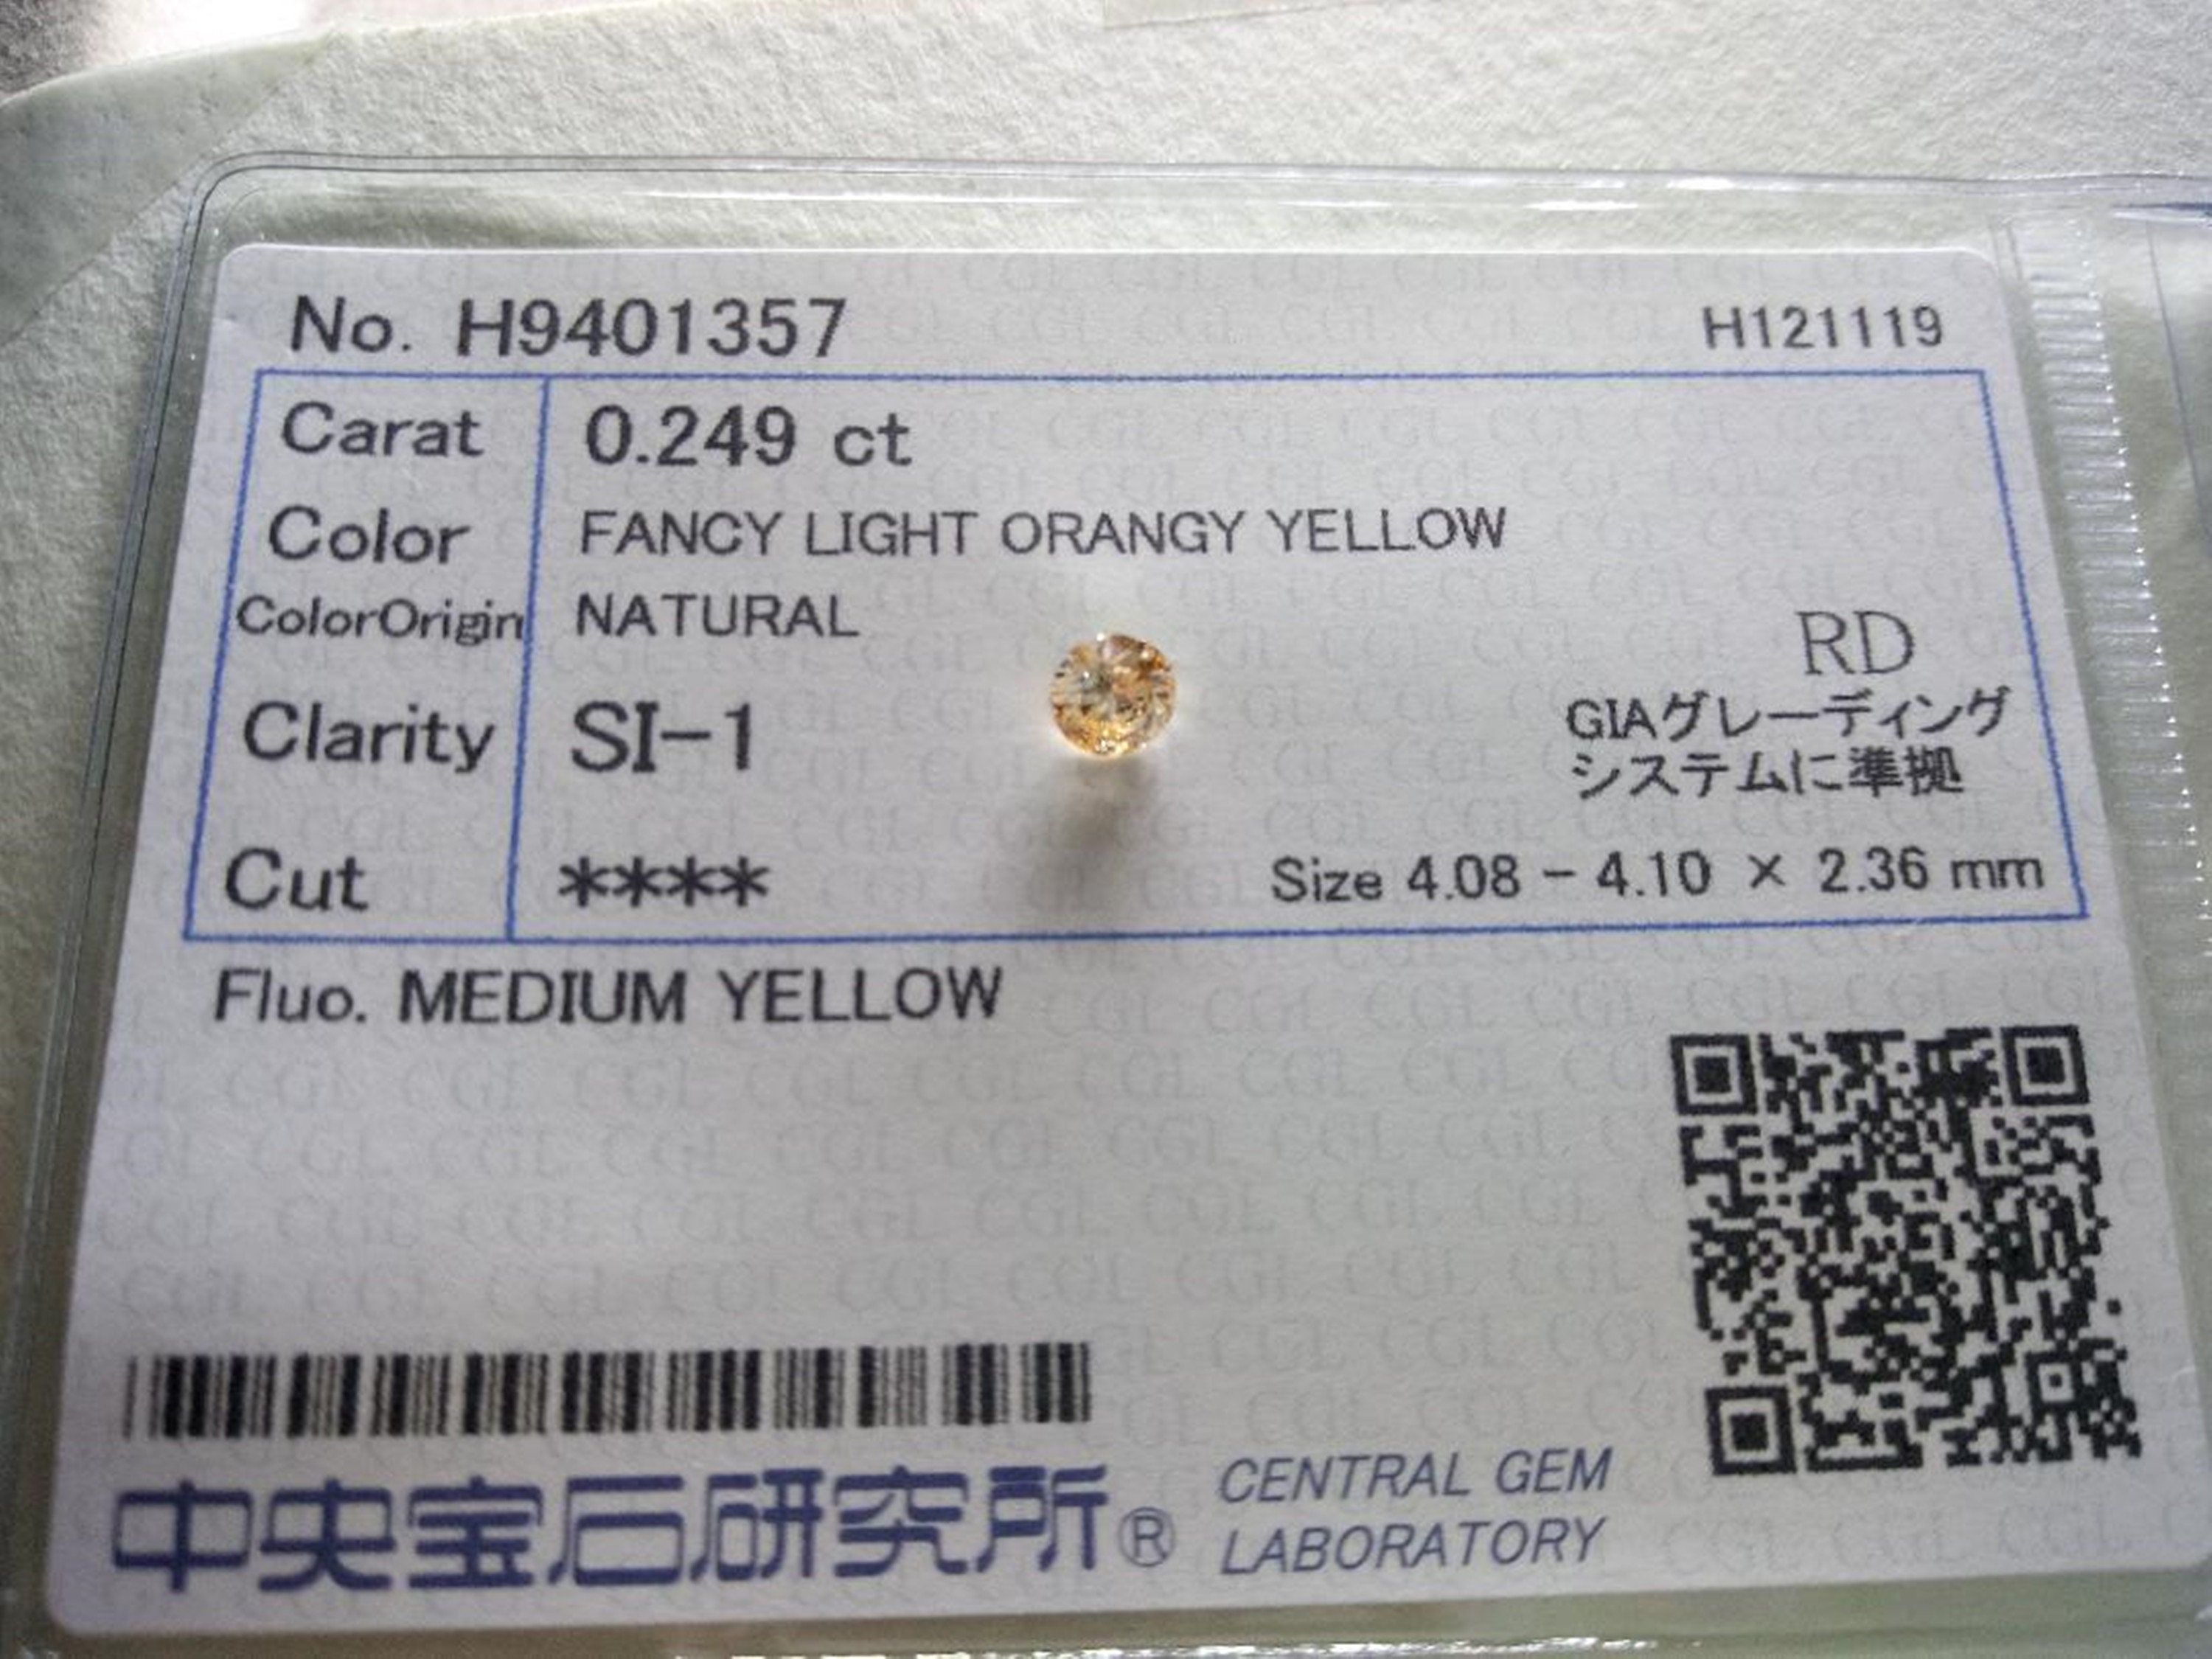 No. H9401357 H121119
Carat 0.249 ct
Color FANCY LIGHT ORANGY YELLOW
ColorOrigin NATURAL
RD
Clarity SI-1
GIAグレーディング
システムに準拠
Cut **** Size 4.08 - 4.10 × 2.36 mm
Fluo. MEDIUM YELLOW
中央宝石研究所®
CENTRAL GEM
LABORATORY